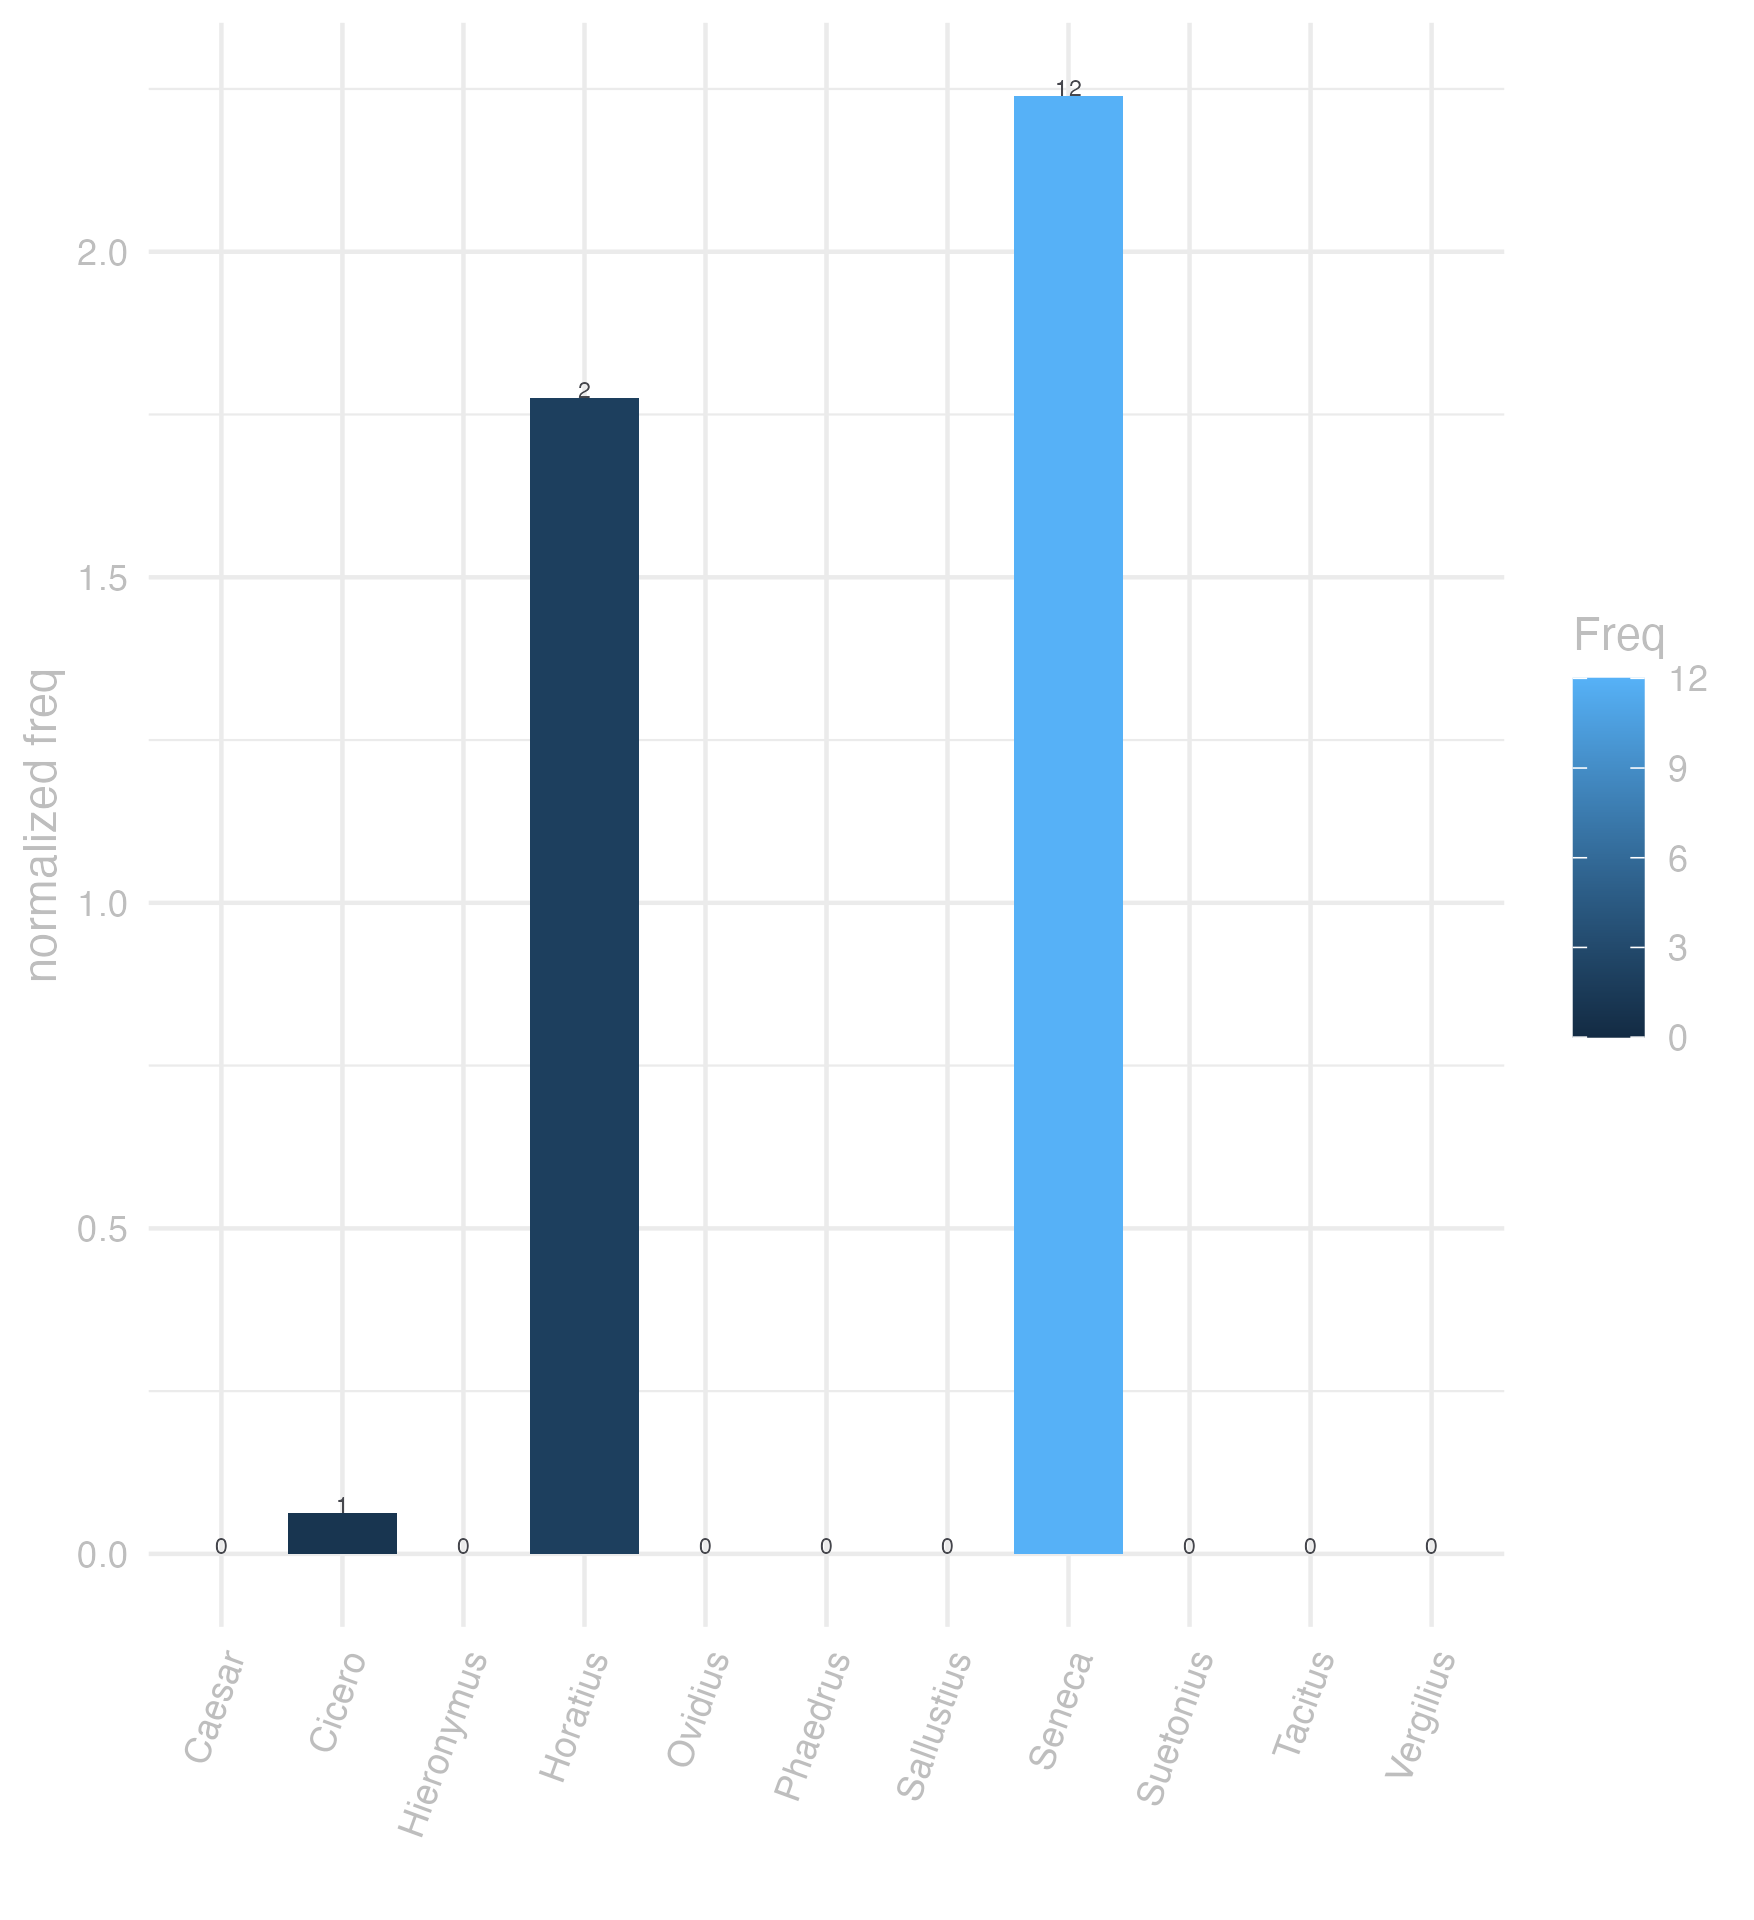 normalized freq
2.0
1.5
1.0
0.5
0.0
0
1
0
2
0
0
0
12
0
0
0
Caesar
Cicero
Hieronymus
Horatius
Ovidius
Phaedrus
Sallustius
Seneca
Suetonius
Tacitus
Vergilius
Freq
12
9
6
3
0